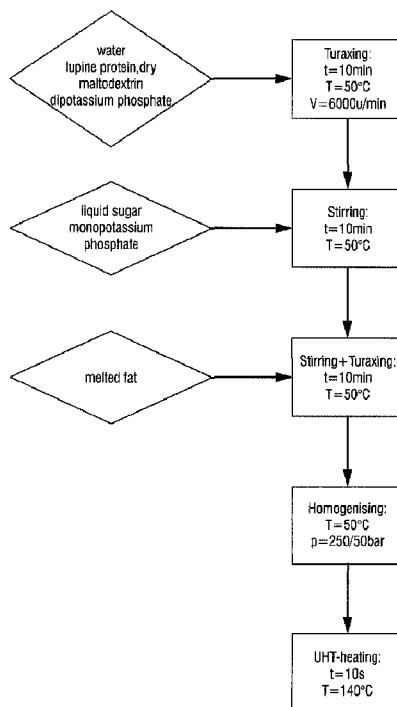 water
lupine protein,dry
maltodextrin
dipotassium phosphate
Turaxing:
t=10min
T=50°C
V=6000u/min
liquid sugar
monopotassium
phosphate
Stirring:
t=10min
T=50°C
melted fat
Stirring+Turaxing:
t=10min
T=50°C
Homogenising:
T=50°C
p=250/50bar
UHT-heating:
t=10s
T=140°C